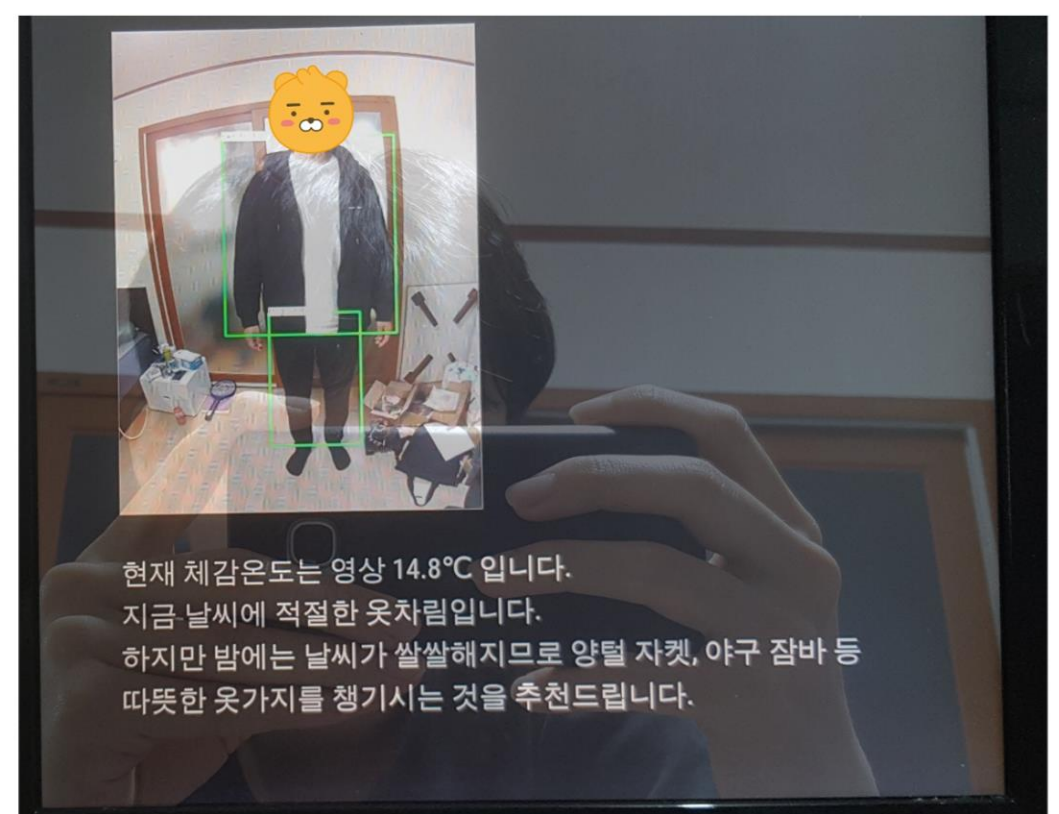 현재 체감온도는 영상 14.8℃ 입니다.
지금 날씨에 적절한 옷차림입니다.
하지만 밤에는 날씨가 쌀쌀해지므로 양털 자켓, 야구 잠바 등
따뜻한 옷가지를 챙기시는 것을 추천드립니다.